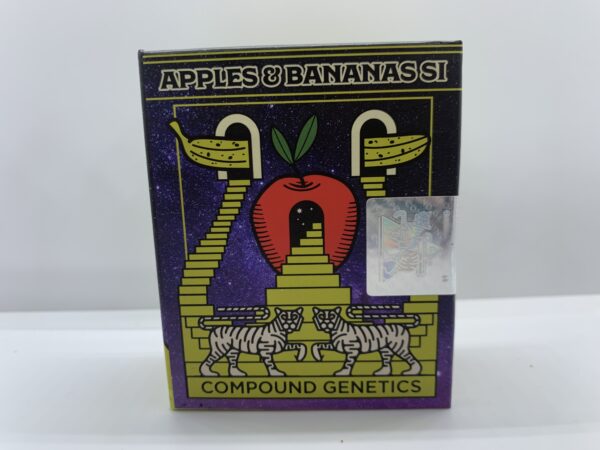 APPLES & BANANAS S1
COMPOUND GENETICS